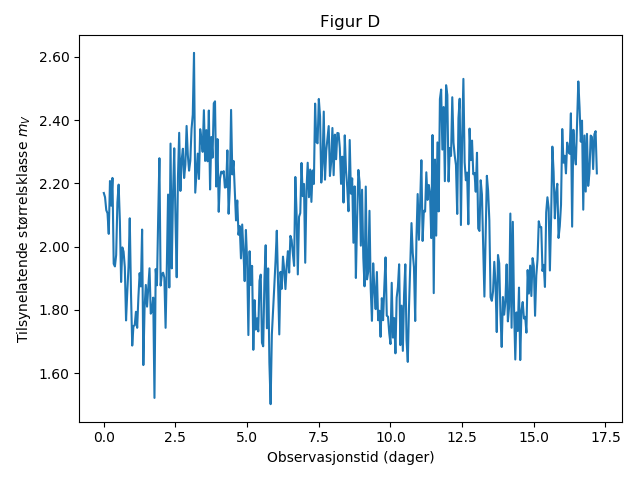 Figur D
Tilsynelatende størrelsklasse m_V
2.60
2.40
2.20
2.00
1.80
1.60
0.0 2.5 5.0 7.5 10.0 12.5 15.0 17.5
Observasjonstid (dager)